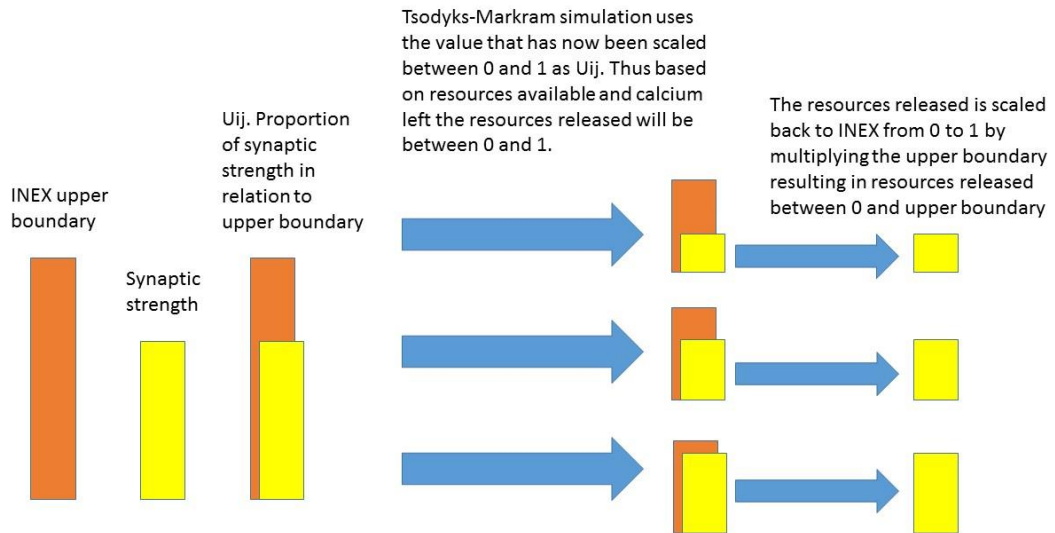 INEX upper
boundary
Synaptic
strength
Uij. Proportion
of synaptic
strength in
relation to
upper boundary
Tsodyks-Markram simulation uses
the value that has now been scaled
between 0 and 1 as Uij. Thus based
on resources available and calcium
left the resources released will be
between 0 and 1.
The resources released is scaled
back to INEX from 0 to 1 by
multiplying the upper boundary
resulting in resources released
between 0 and upper boundary